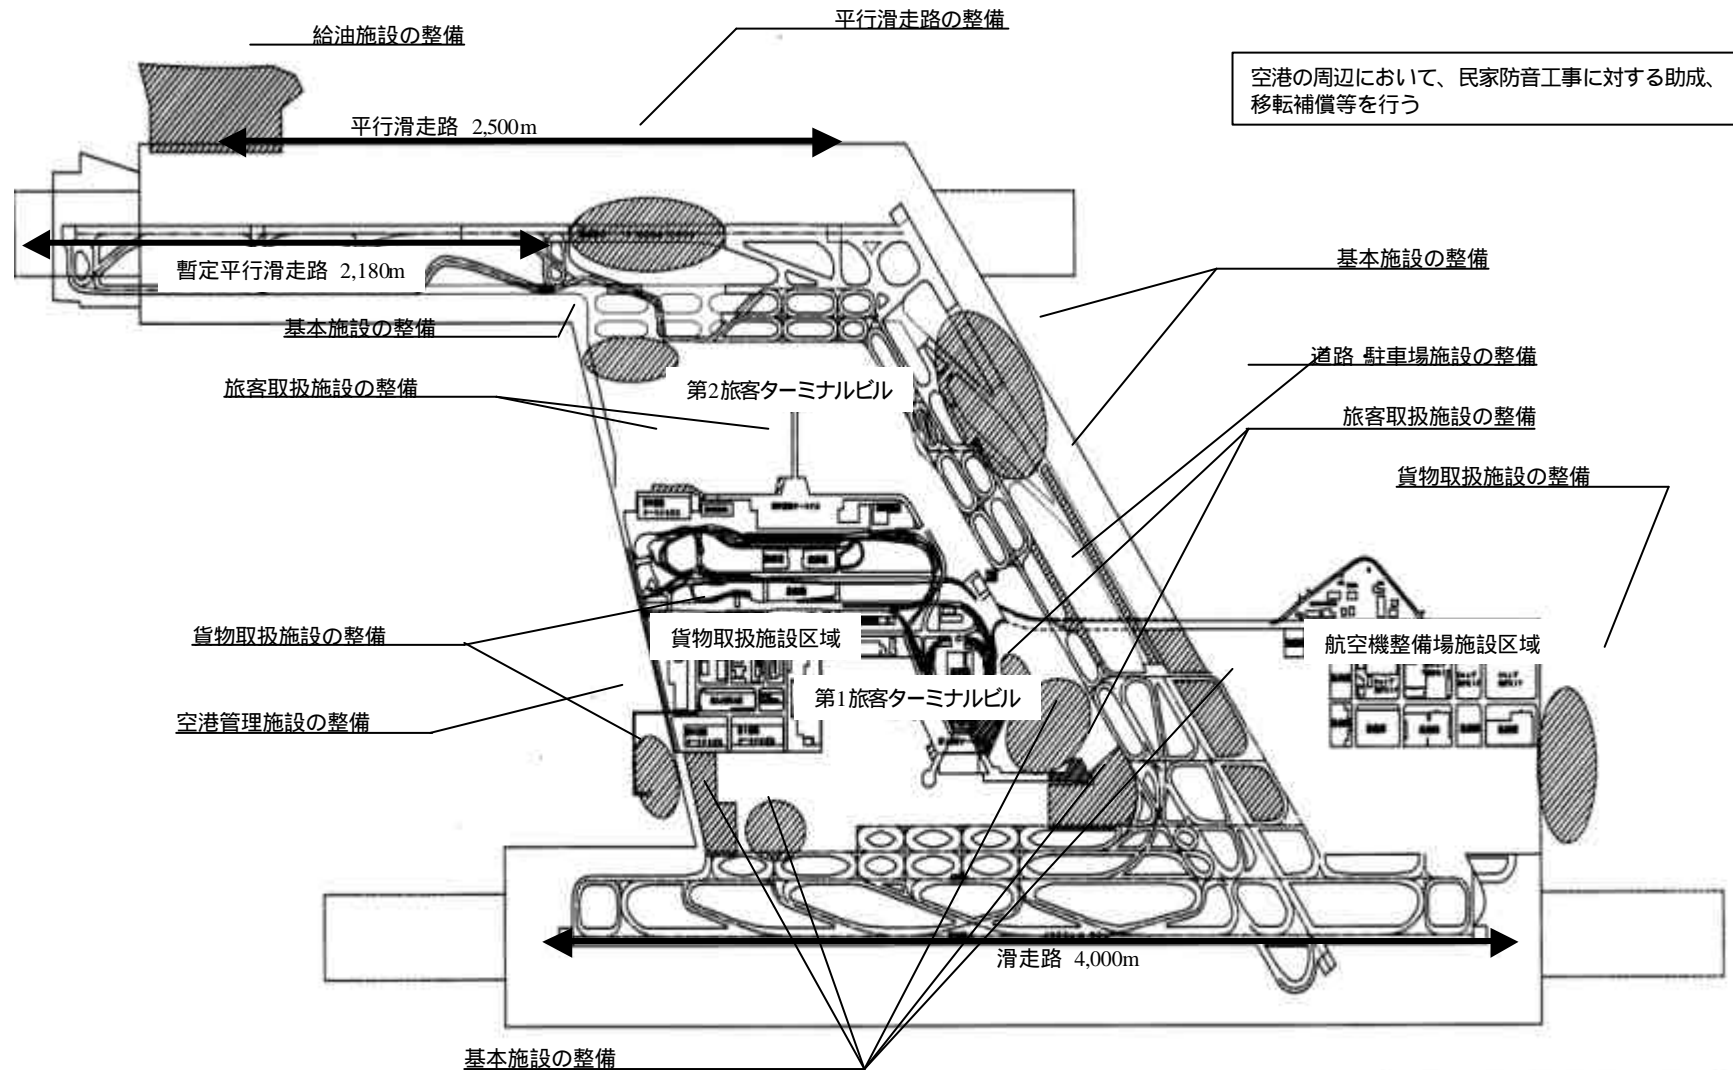 平行滑走路の整備
給油施設の整備
空港の周辺において、民家防音工事に対する助成、
移転補償等を行う
平行滑走路 2,500m
暫定平行滑走路 2,180m
基本施設の整備
基本施設の整備
道路 駐車場施設の整備
旅客取扱施設の整備
第2旅客ターミナルビル
旅客取扱施設の整備
貨物取扱施設の整備
貨物取扱施設の整備
貨物取扱施設区域
航空機整備場施設区域
第1旅客ターミナルビル
空港管理施設の整備
滑走路 4,000m
基本施設の整備